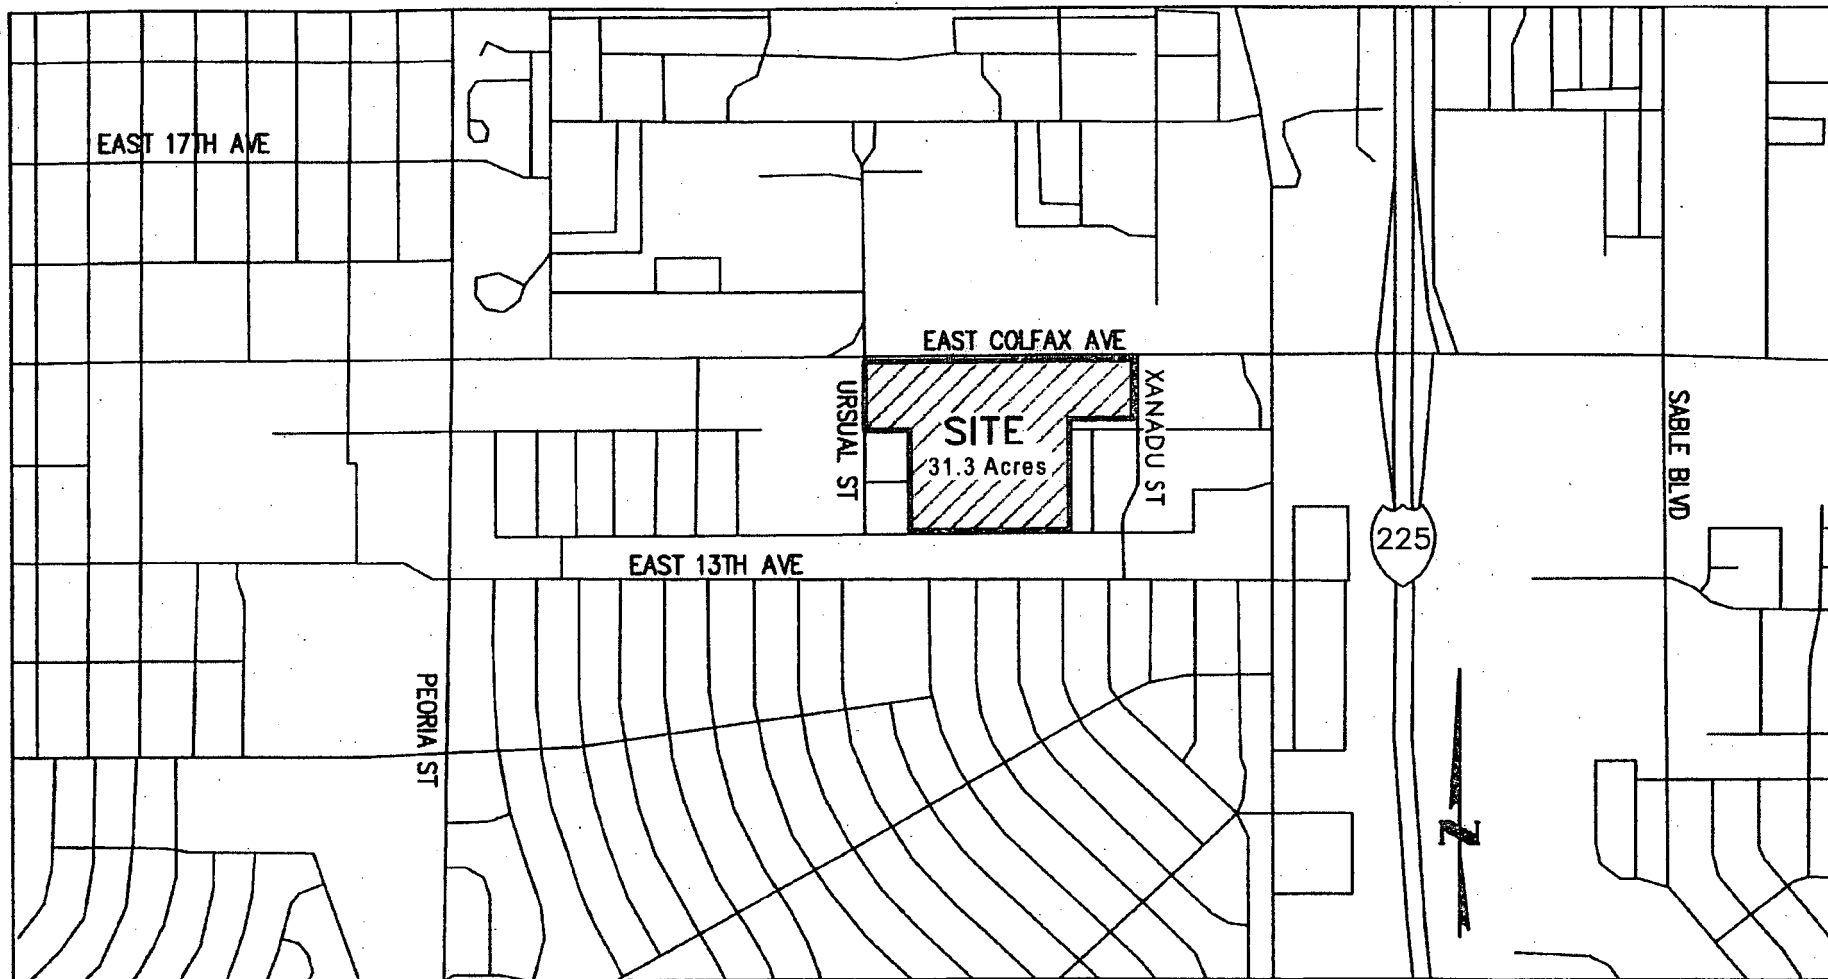 EAST 17TH AVE
EAST COLFAX AVE
URSUAL ST
SITE
31.3 Acres
XANADU ST
SABLE BLVD
225
EAST 13TH AVE
PEORIA ST
N